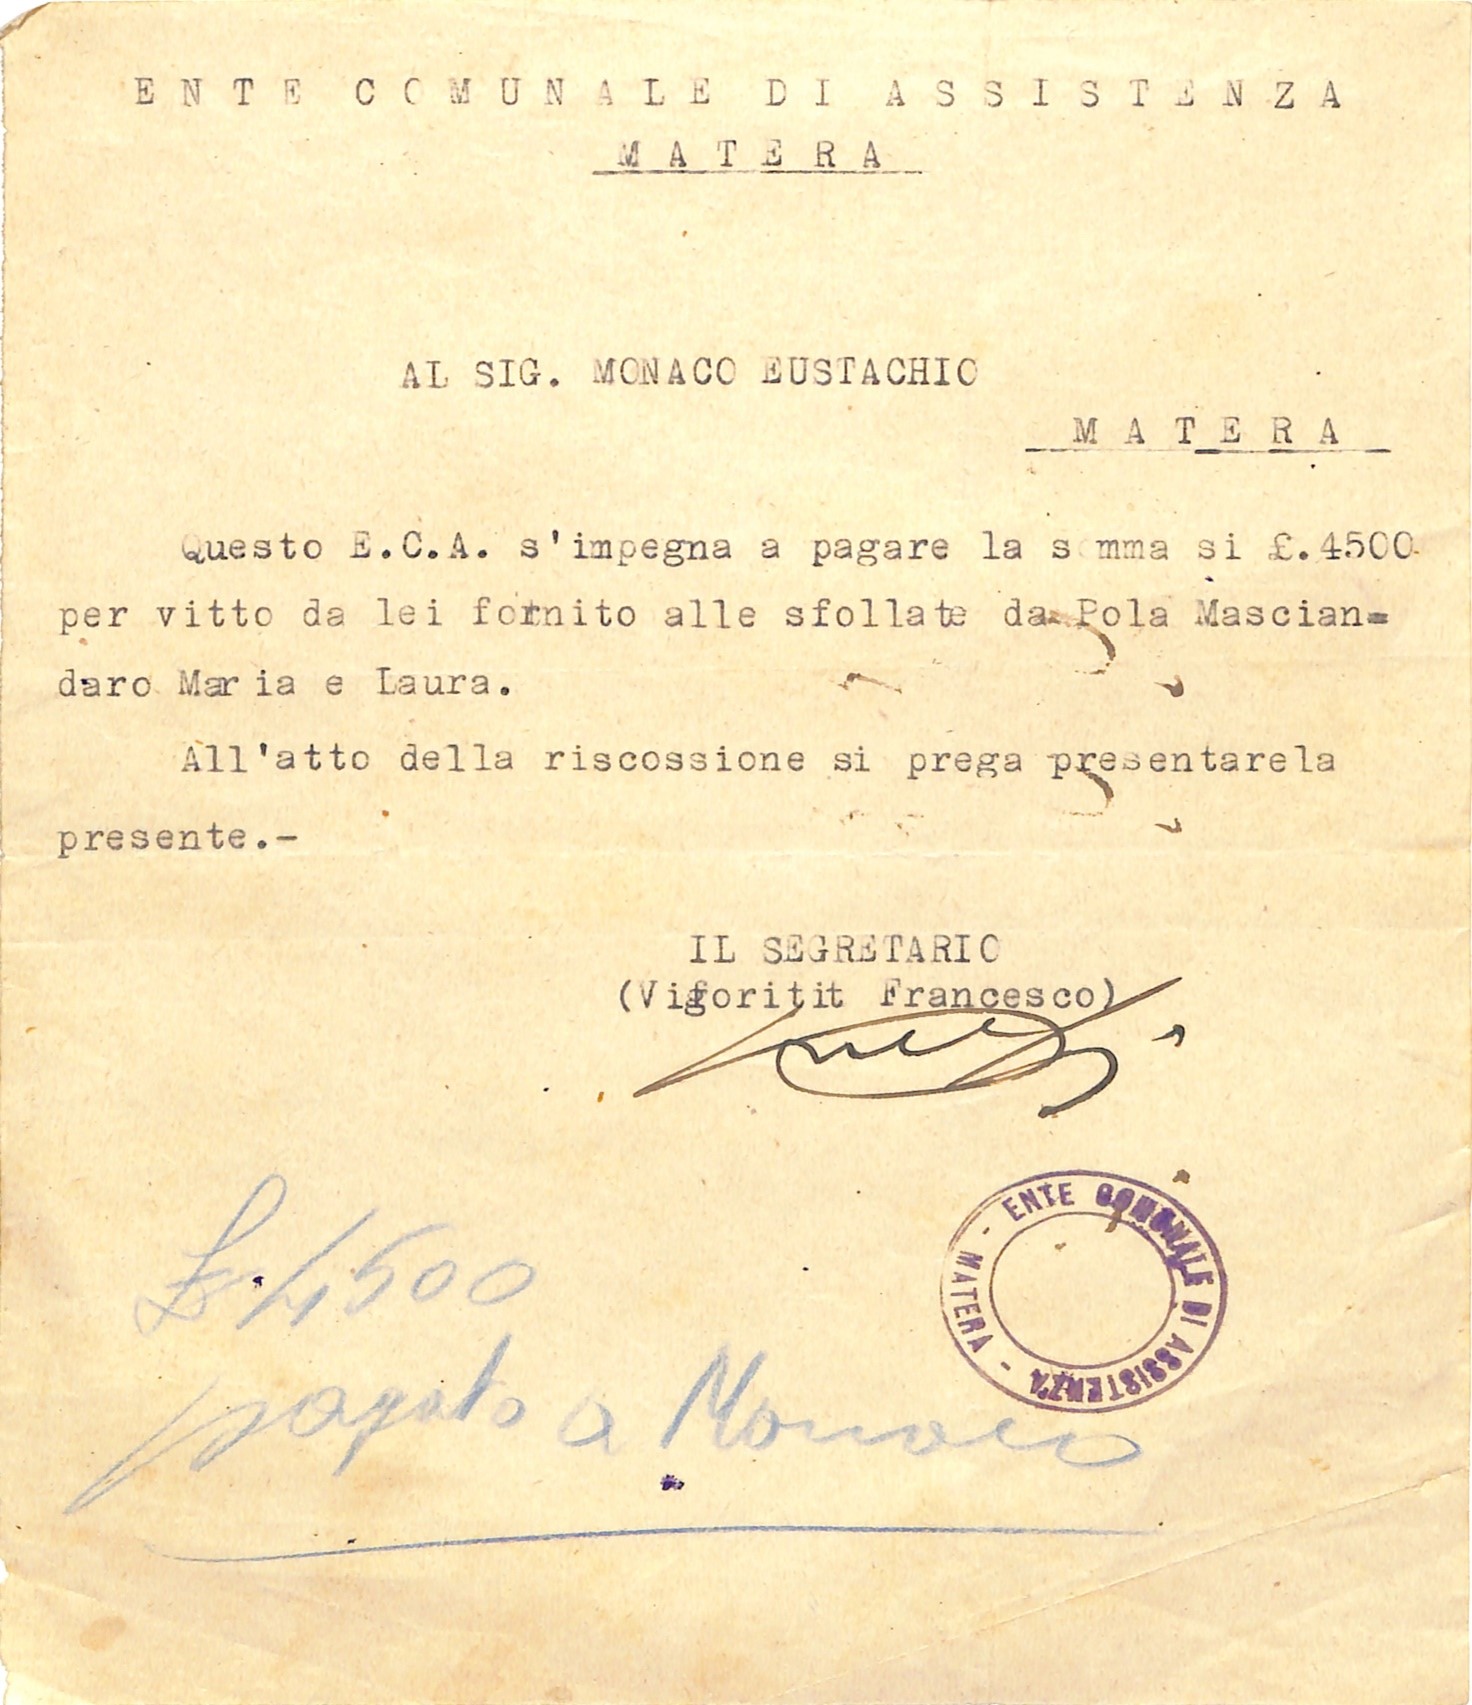 ENTE COMUNALE DI ASSISTENZA
MATERA
AL SIG. MONACO EUSTACHIO
MATERA
Questo E.C.A. s'impegna a pagare la somma si £.4500.
per vitto da lei fornito alle sfollate da Pola Mascian=
daro Maria e Laura.
All'atto della riscossione si prega presentarela
presente.-
IL SEGRETARIO
(Vigoritit Francesco)
ENTE COMUNALE DI ASSISTENZA - MATERA -
£. 4500
pagato a Monaco